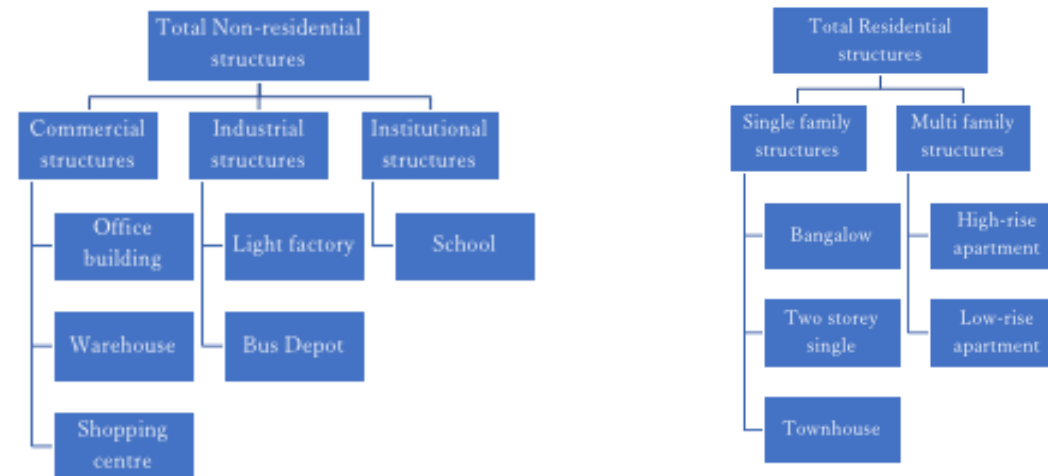 Total Non-residential
structures
Commercial
structures
Industrial
structures
Institutional
structures
Office
building
Light factory
School
Warehouse
Bus Depot
Shopping
centre
Total Residential
structures
Single family
structures
Multi family
structures
Bangalow
High-rise
apartment
Two storey
single
Low-rise
apartment
Townhouse